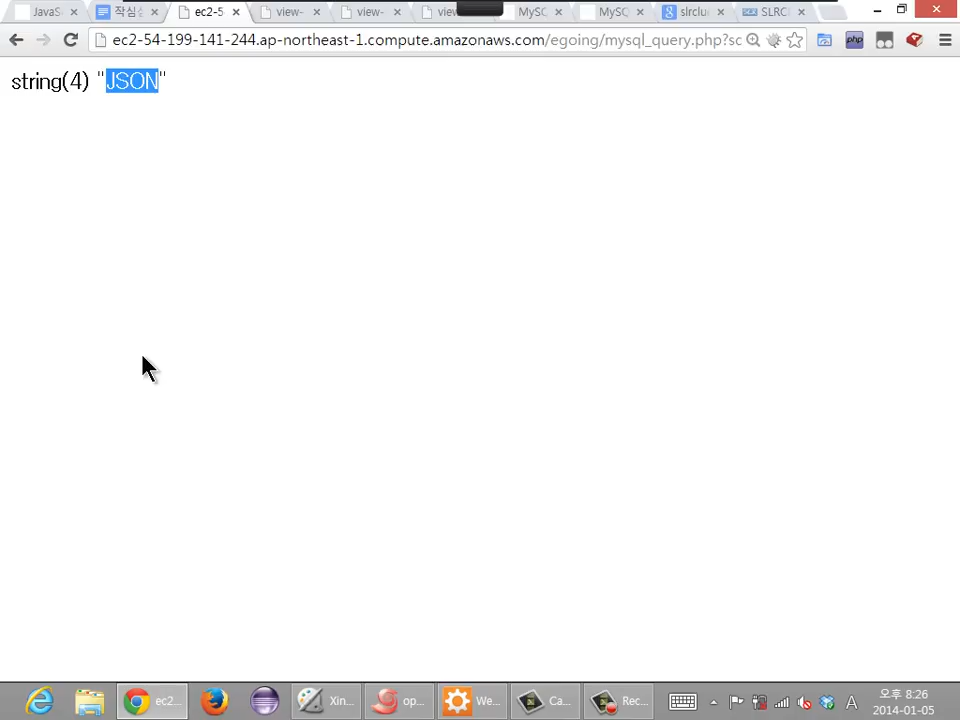 JavaS
작심
ec2-5
view-
view-
view
MySQ
MySQ
slrclu
SLRC
ec2-54-199-141-244.ap-northeast-1.compute.amazonaws.com/egoing/mysql_query.php?sc
php
string(4) "JSON"
ec2...
Xin...
op...
We...
Ca...
Rec...
A
오후 8:26
2014-01-05